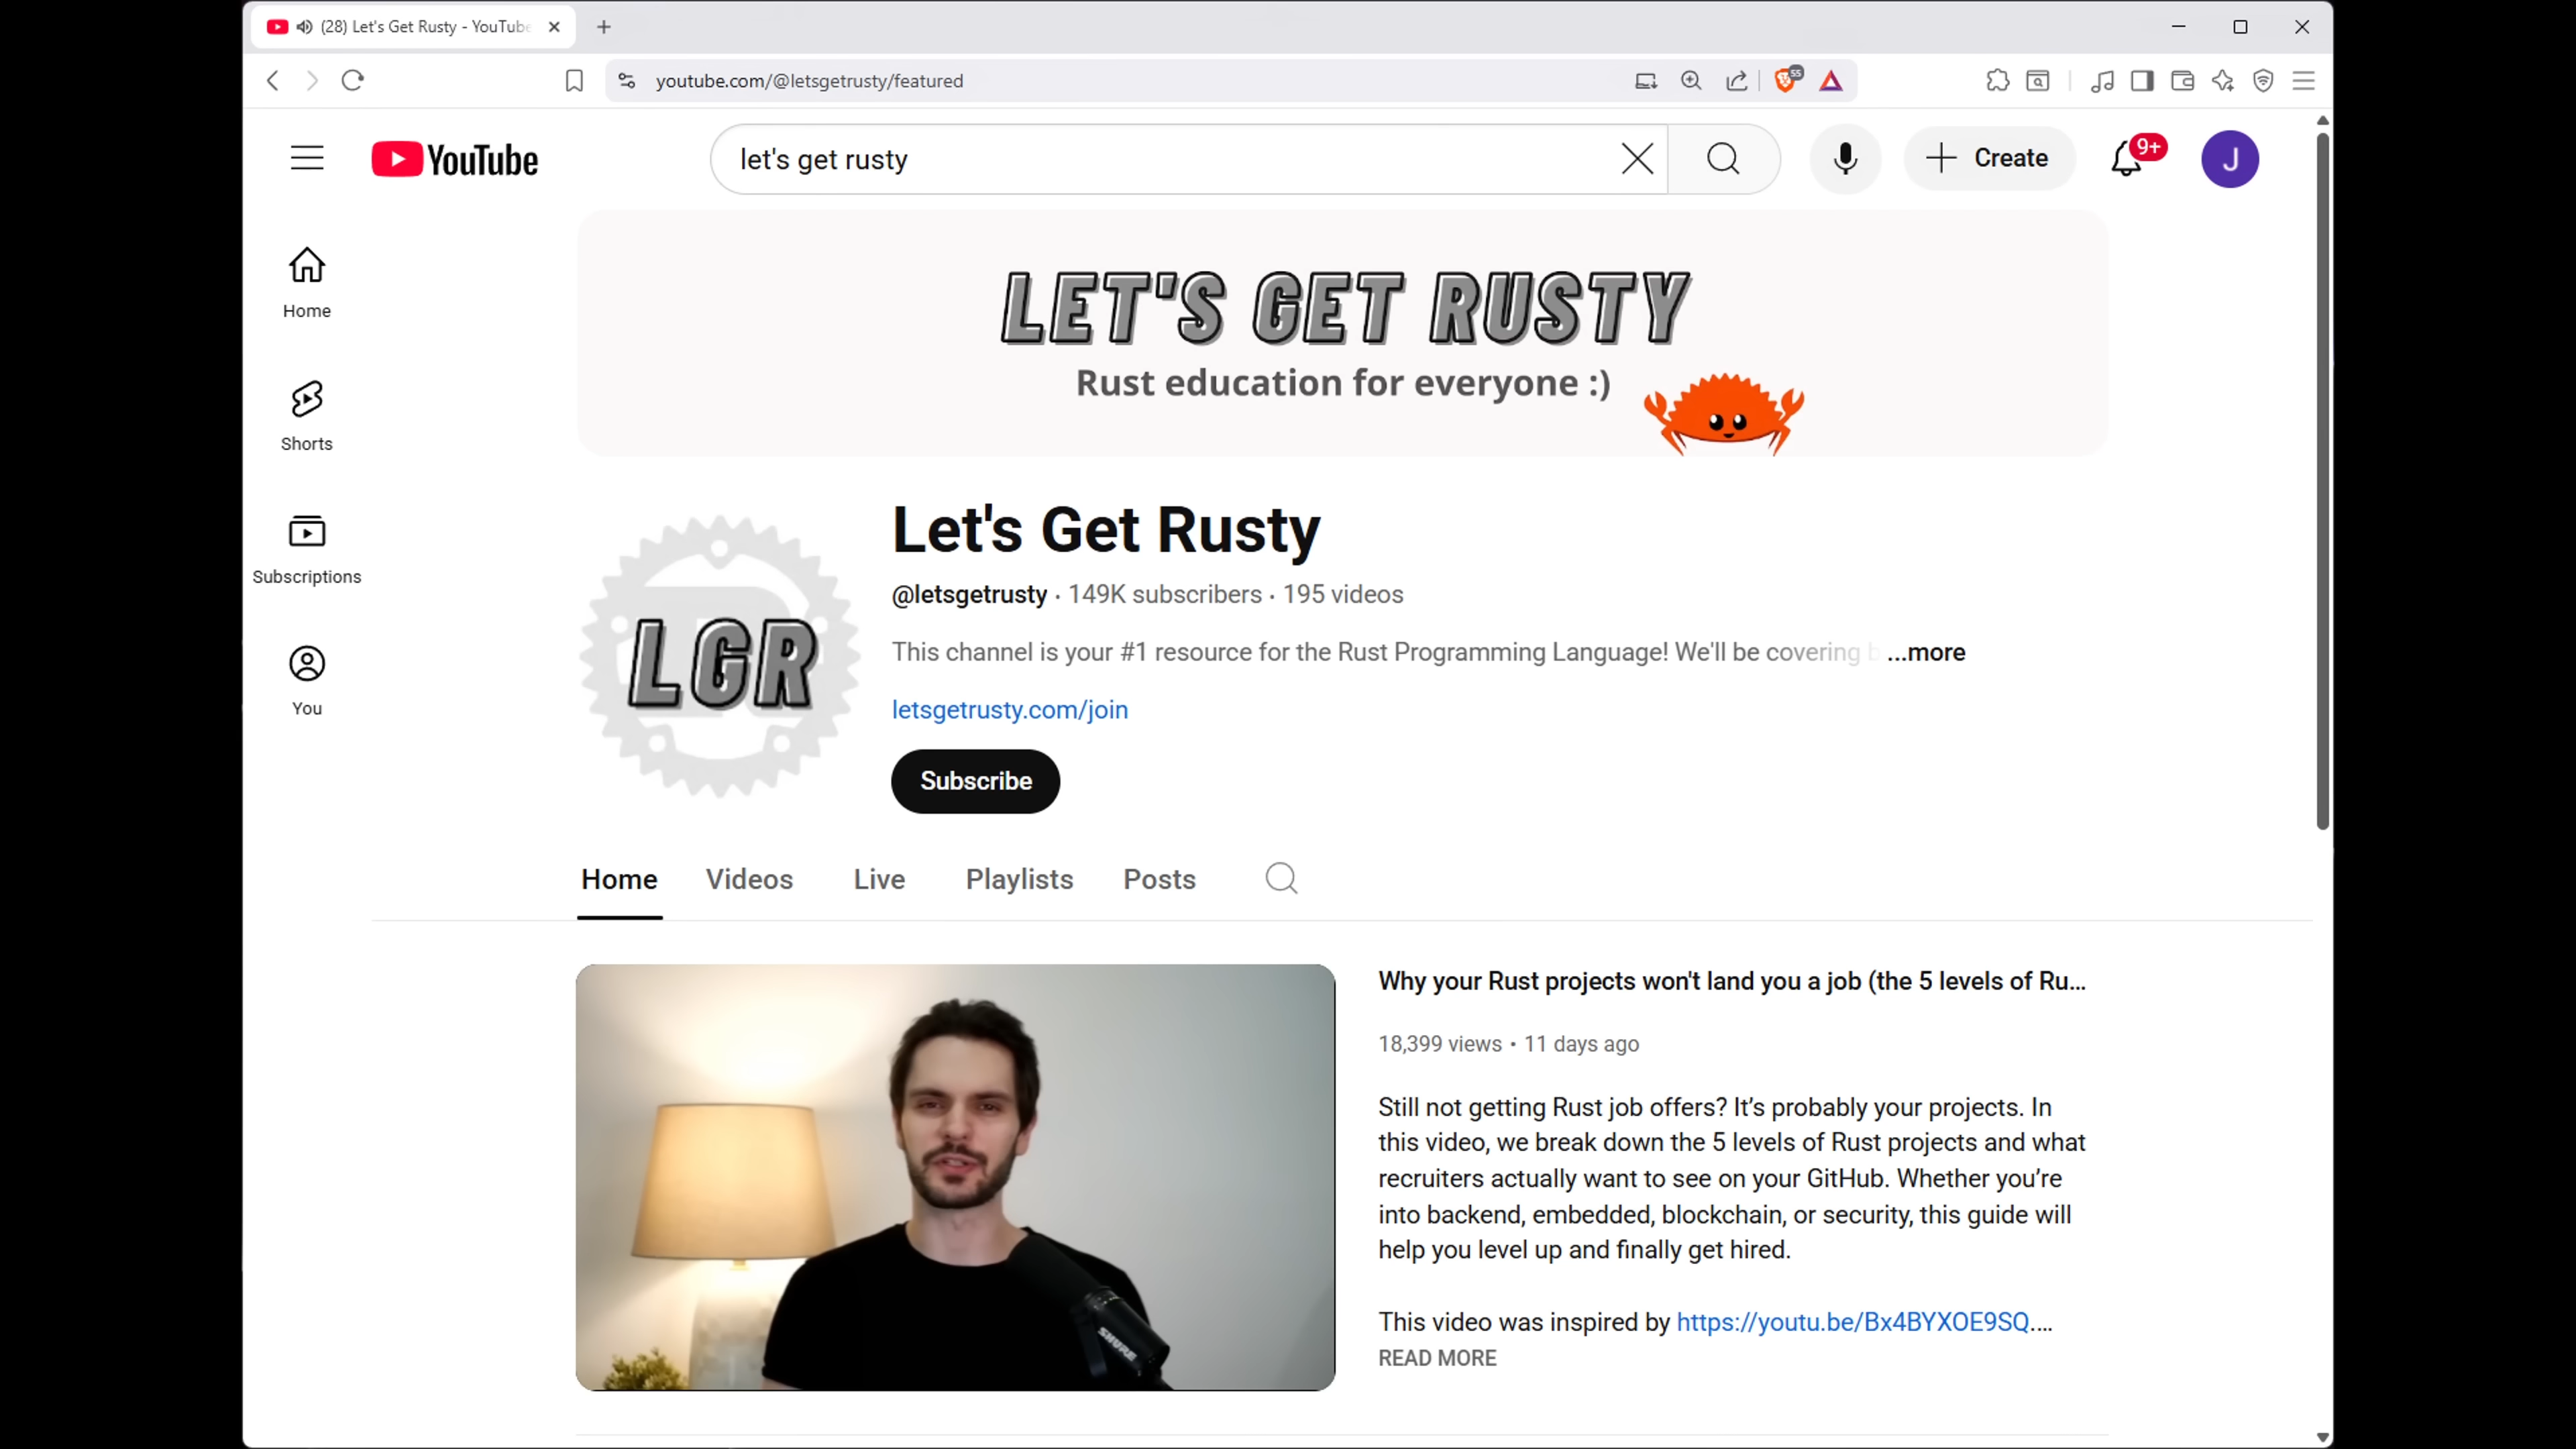 (28) Let's Get Rusty - YouTube
youtube.com/@letsgetrusty/featured
55
YouTube
let's get rusty
Create
9+
J
Home
Shorts
Subscriptions
You
LET'S GET RUSTY
Rust education for everyone :)
LGR
Let's Get Rusty
@letsgetrusty · 149K subscribers · 195 videos
This channel is your #1 resource for the Rust Programming Language! We'll be covering b ...more
letsgetrusty.com/join
Subscribe
Home Videos Live Playlists Posts
Why your Rust projects won't land you a job (the 5 levels of Ru...
18,399 views • 11 days ago
Still not getting Rust job offers? It’s probably your projects. In
this video, we break down the 5 levels of Rust projects and what
recruiters actually want to see on your GitHub. Whether you’re
into backend, embedded, blockchain, or security, this guide will
help you level up and finally get hired.
This video was inspired by https://youtu.be/Bx4BYXOE9SQ....
READ MORE
SHURE